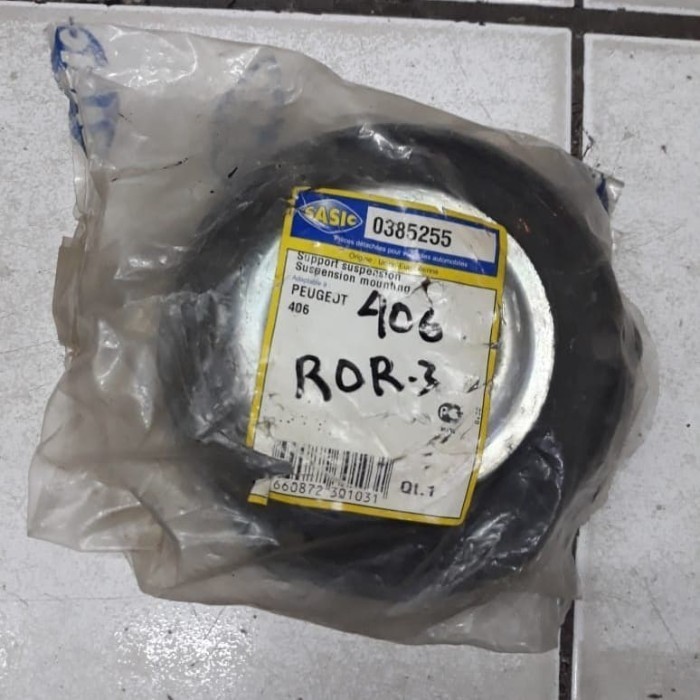 SASIC
0385255
Pièces détachées pour véhicules automobiles
Support suspension
Suspension mounting
Adaptable à
PEUGEOT
406
406
ROR-3
660872 301031
Qt.1